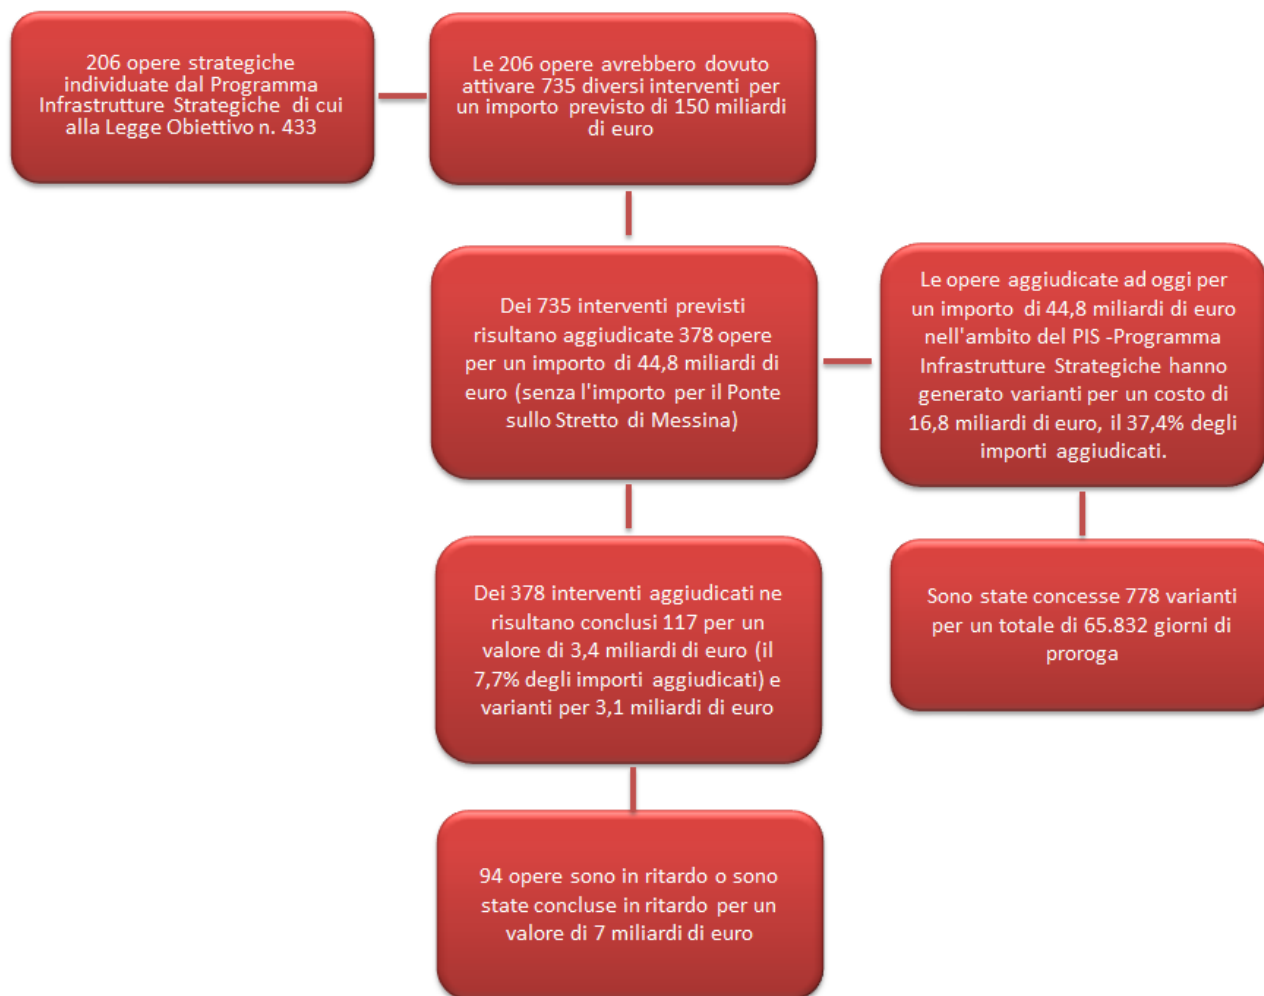 206 opere strategiche
individuate dal Programma
Infrastrutture Strategiche di cui
alla Legge Obiettivo n. 433
Le 206 opere avrebbero dovuto
attivare 735 diversi interventi per
un importo previsto di 150 miliardi
di euro
Dei 735 interventi previsti
risultano aggiudicate 378 opere
per un importo di 44,8 miliardi di
euro (senza l'importo per il Ponte
sullo Stretto di Messina)
Le opere aggiudicate ad oggi per
un importo di 44,8 miliardi di euro
nell'ambito del PIS -Programma
Infrastrutture Strategiche hanno
generato varianti per un costo di
16,8 miliardi di euro, il 37,4% degli
importi aggiudicati.
Dei 378 interventi aggiudicati ne
risultano conclusi 117 per un
valore di 3,4 miliardi di euro (il
7,7% degli importi aggiudicati) e
varianti per 3,1 miliardi di euro
Sono state concesse 778 varianti
per un totale di 65.832 giorni di
proroga
94 opere sono in ritardo o sono
state concluse in ritardo per un
valore di 7 miliardi di euro